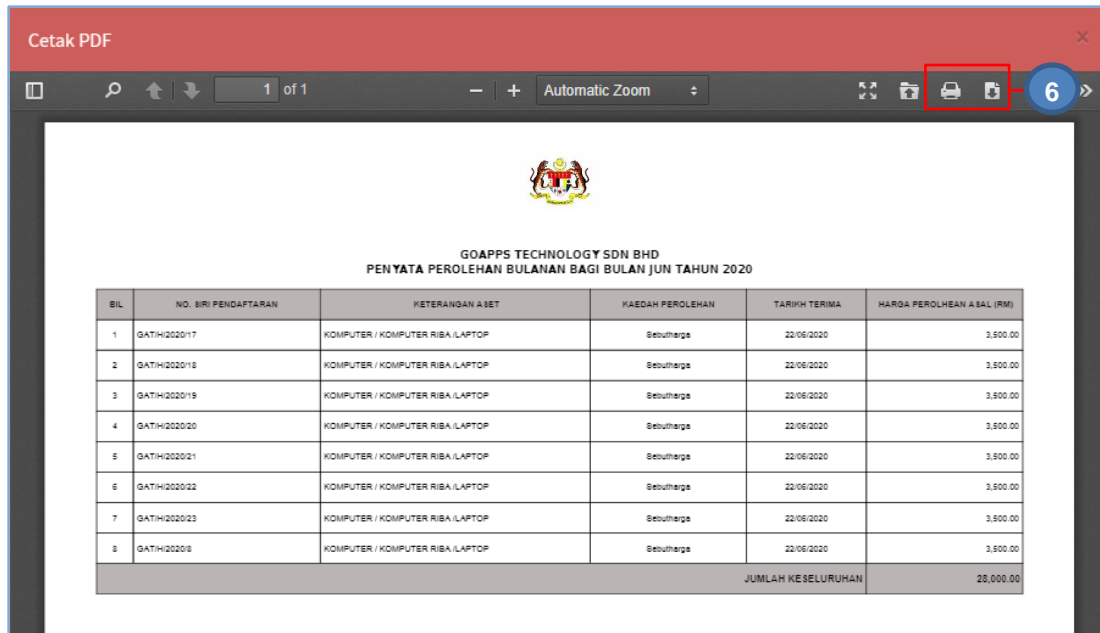 Cetak PDF ×
1 of 1 − + Automatic Zoom 6 »
GOAPPS TECHNOLOGY SDN BHD
PENYATA PEROLEHAN BULANAN BAGI BULAN JUN TAHUN 2020
BIL NO. SIRI PENDAFTARAN KETERANGAN ASET KAEDAH PEROLEHAN TARIKH TERIMA HARGA PEROLHEAN ASAL (RM)
1 GAT/H/2020/17 KOMPUTER / KOMPUTER RIBA /LAPTOP Sebutharga 22/06/2020 3,500.00
2 GAT/H/2020/18 KOMPUTER / KOMPUTER RIBA /LAPTOP Sebutharga 22/06/2020 3,500.00
3 GAT/H/2020/19 KOMPUTER / KOMPUTER RIBA /LAPTOP Sebutharga 22/06/2020 3,500.00
4 GAT/H/2020/20 KOMPUTER / KOMPUTER RIBA /LAPTOP Sebutharga 22/06/2020 3,500.00
5 GAT/H/2020/21 KOMPUTER / KOMPUTER RIBA /LAPTOP Sebutharga 22/06/2020 3,500.00
6 GAT/H/2020/22 KOMPUTER / KOMPUTER RIBA /LAPTOP Sebutharga 22/06/2020 3,500.00
7 GAT/H/2020/23 KOMPUTER / KOMPUTER RIBA /LAPTOP Sebutharga 22/06/2020 3,500.00
8 GAT/H/2020/8 KOMPUTER / KOMPUTER RIBA /LAPTOP Sebutharga 22/06/2020 3,500.00
JUMLAH KESELURUHAN 28,000.00